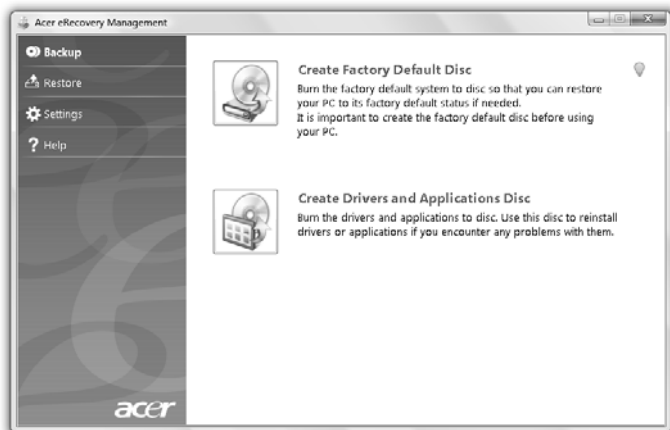 Acer eRecovery Management
Backup
Restore
Settings
Help
Create Factory Default Disc
Burn the factory default system to disc so that you can restore
your PC to its factory default status if needed.
It is important to create the factory default disc before using
your PC.
Create Drivers and Applications Disc
Burn the drivers and applications to disc. Use this disc to reinstall
drivers or applications if you encounter any problems with them.
acer